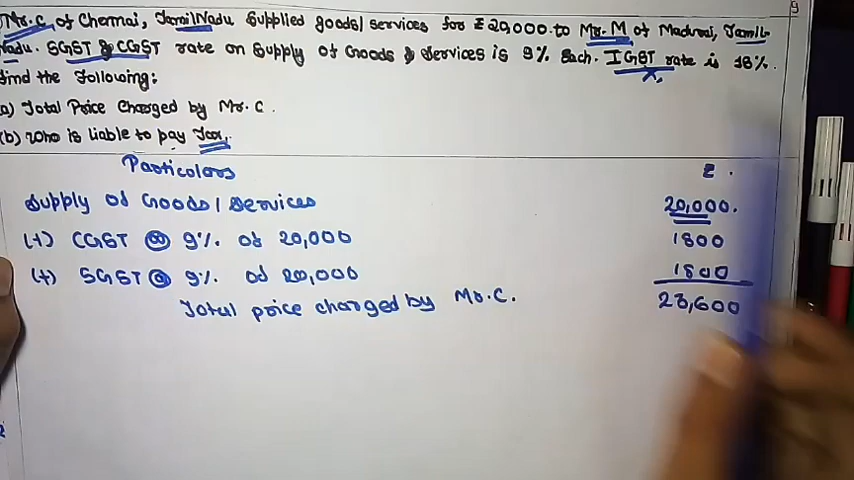 Mr.C of Chennai, TamilNadu Supplied goods/services for ₹20,000 to Mr.M of Madurai, Tamil-
Nadu. SGST & CGST rate on Supply of Goods & Services is 9% Each. IGST rate is 18%.
Find the following:
(a) Total Price Charged by Mr.C.
(b) Who is liable to pay Tax.
Particulars ₹.
Supply of Goods/Services 20,000.
(+) CGST @ 9% of 20,000 1800
(+) SGST @ 9% of 20,000 1800
Total price charged by Mr.C. 23,600